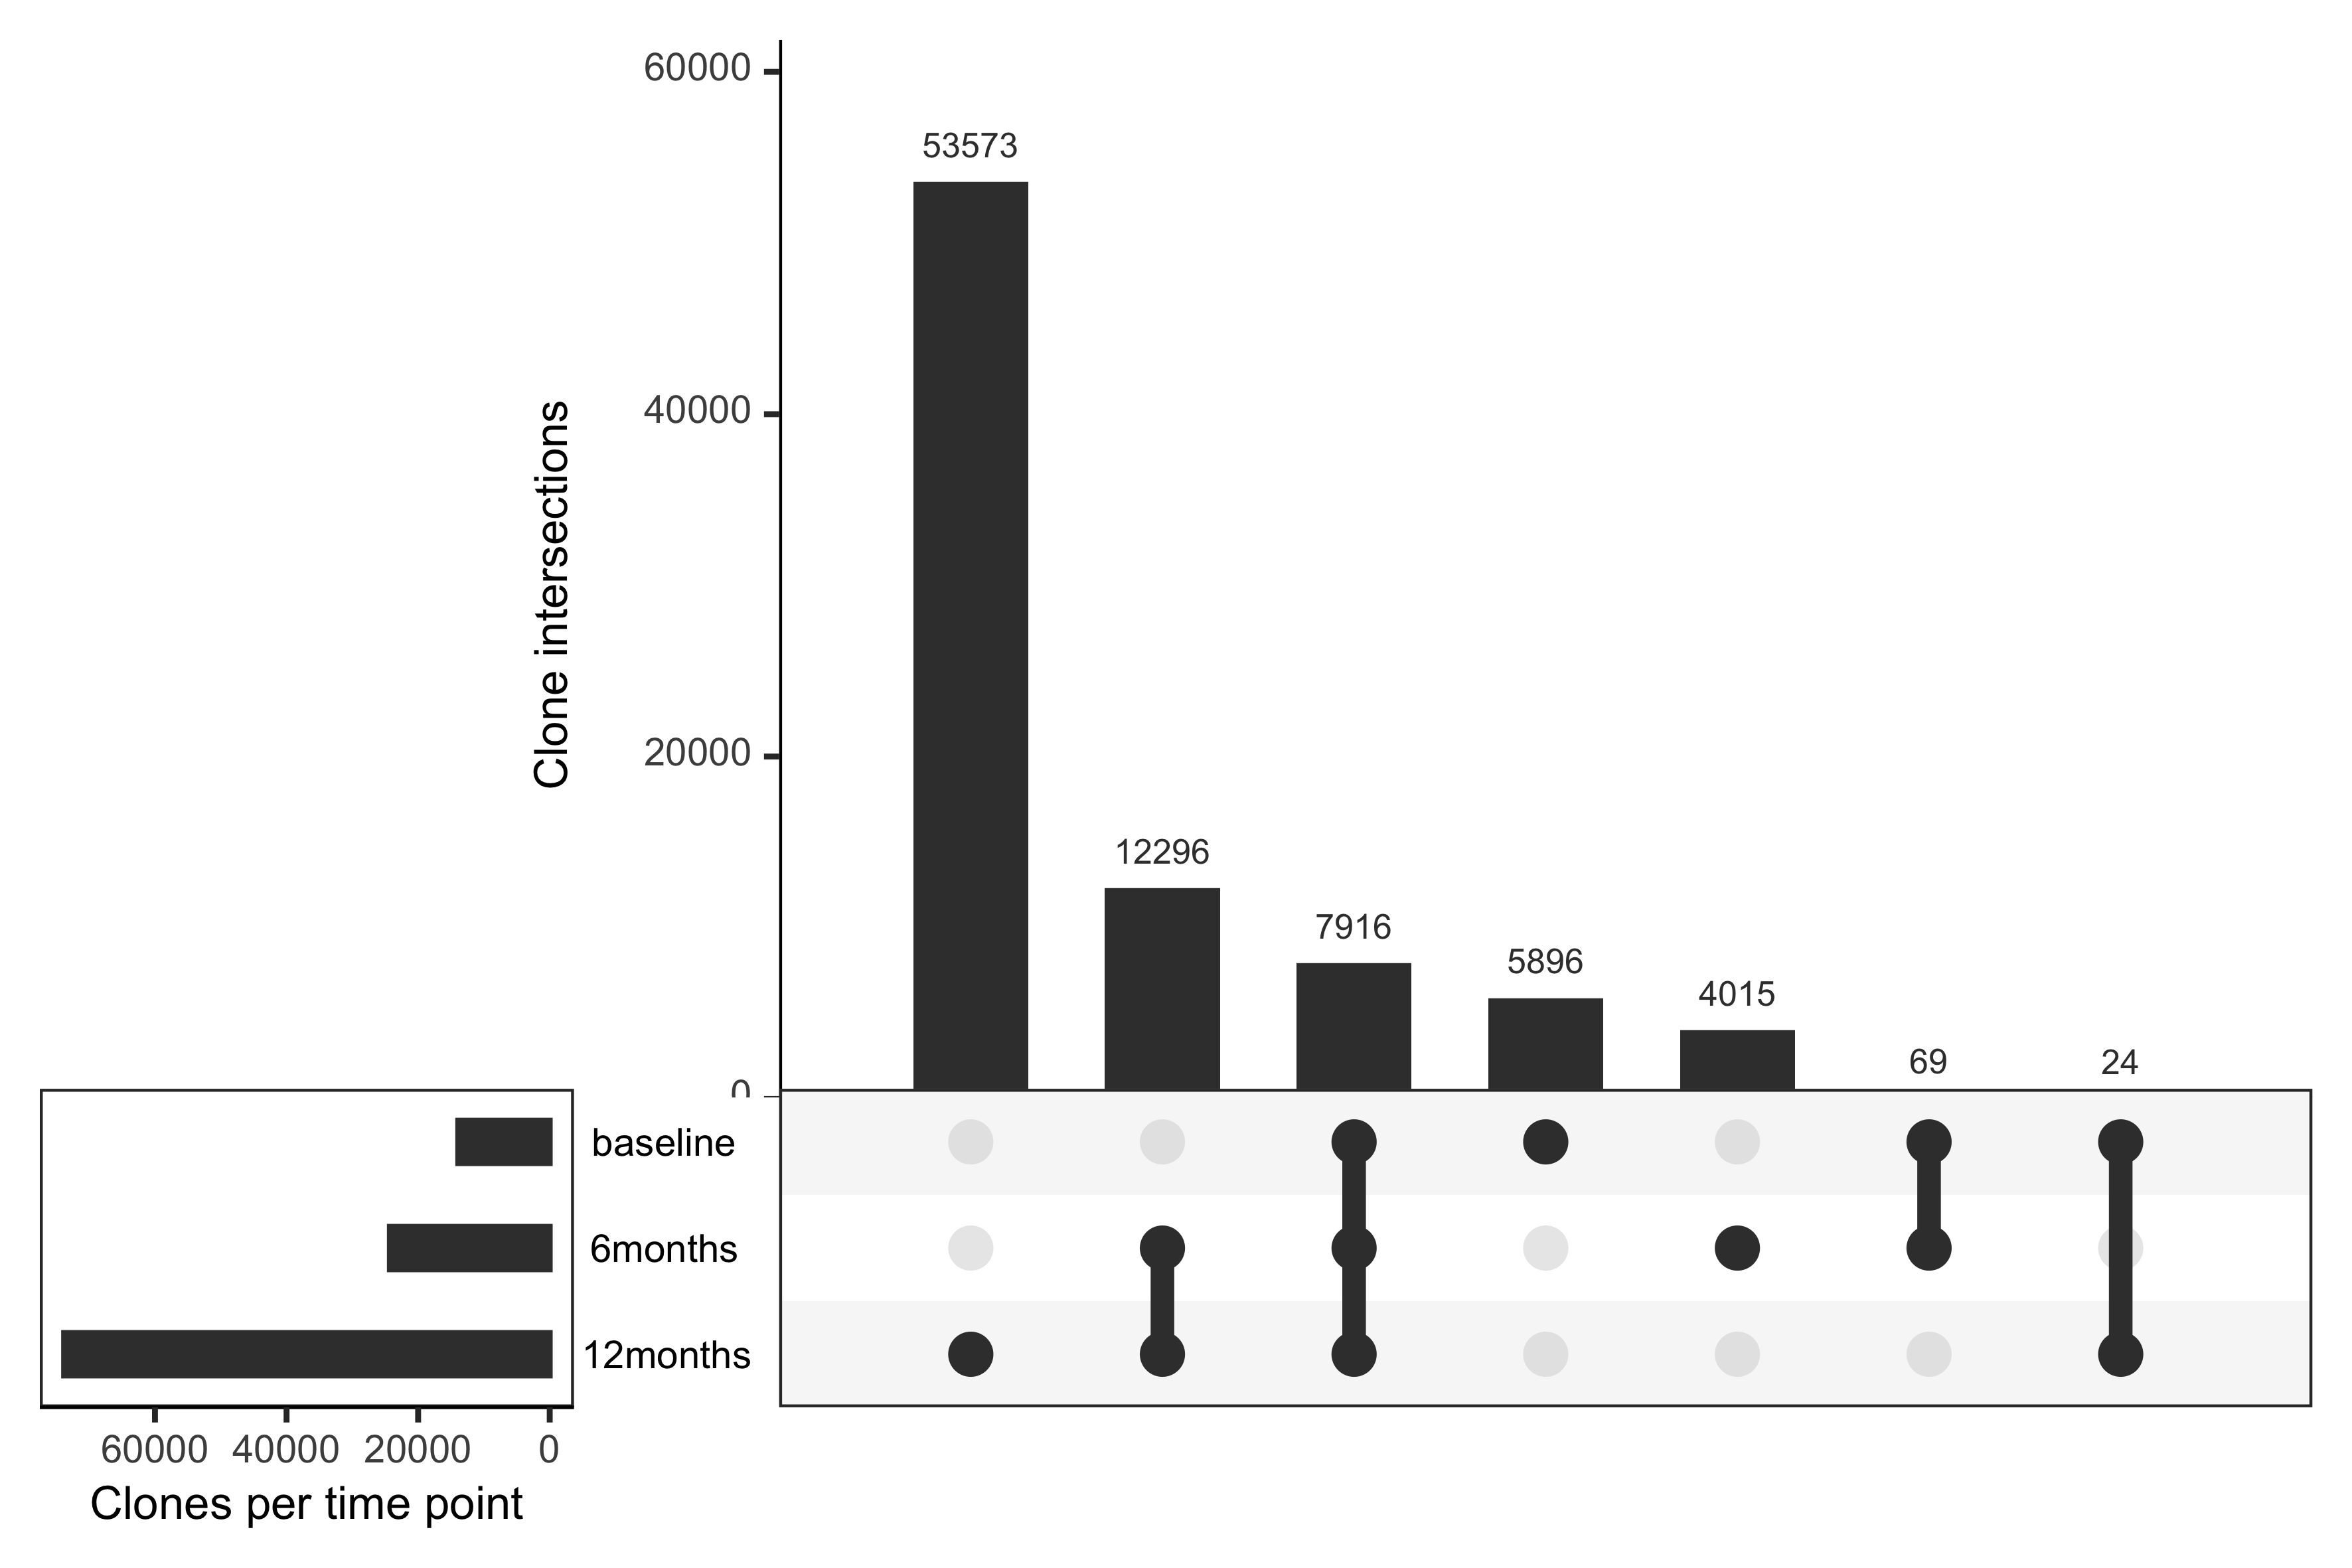 60000
53573
40000
Clone intersections
20000
12296
7916
5896
4015
69
24
0
baseline
6months
12months
60000 40000 20000 0
Clones per time point